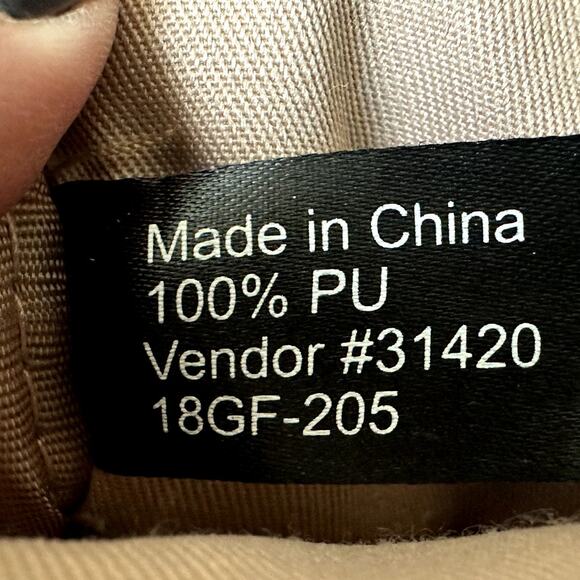 Made in China
100% PU
Vendor #31420
18GF-205